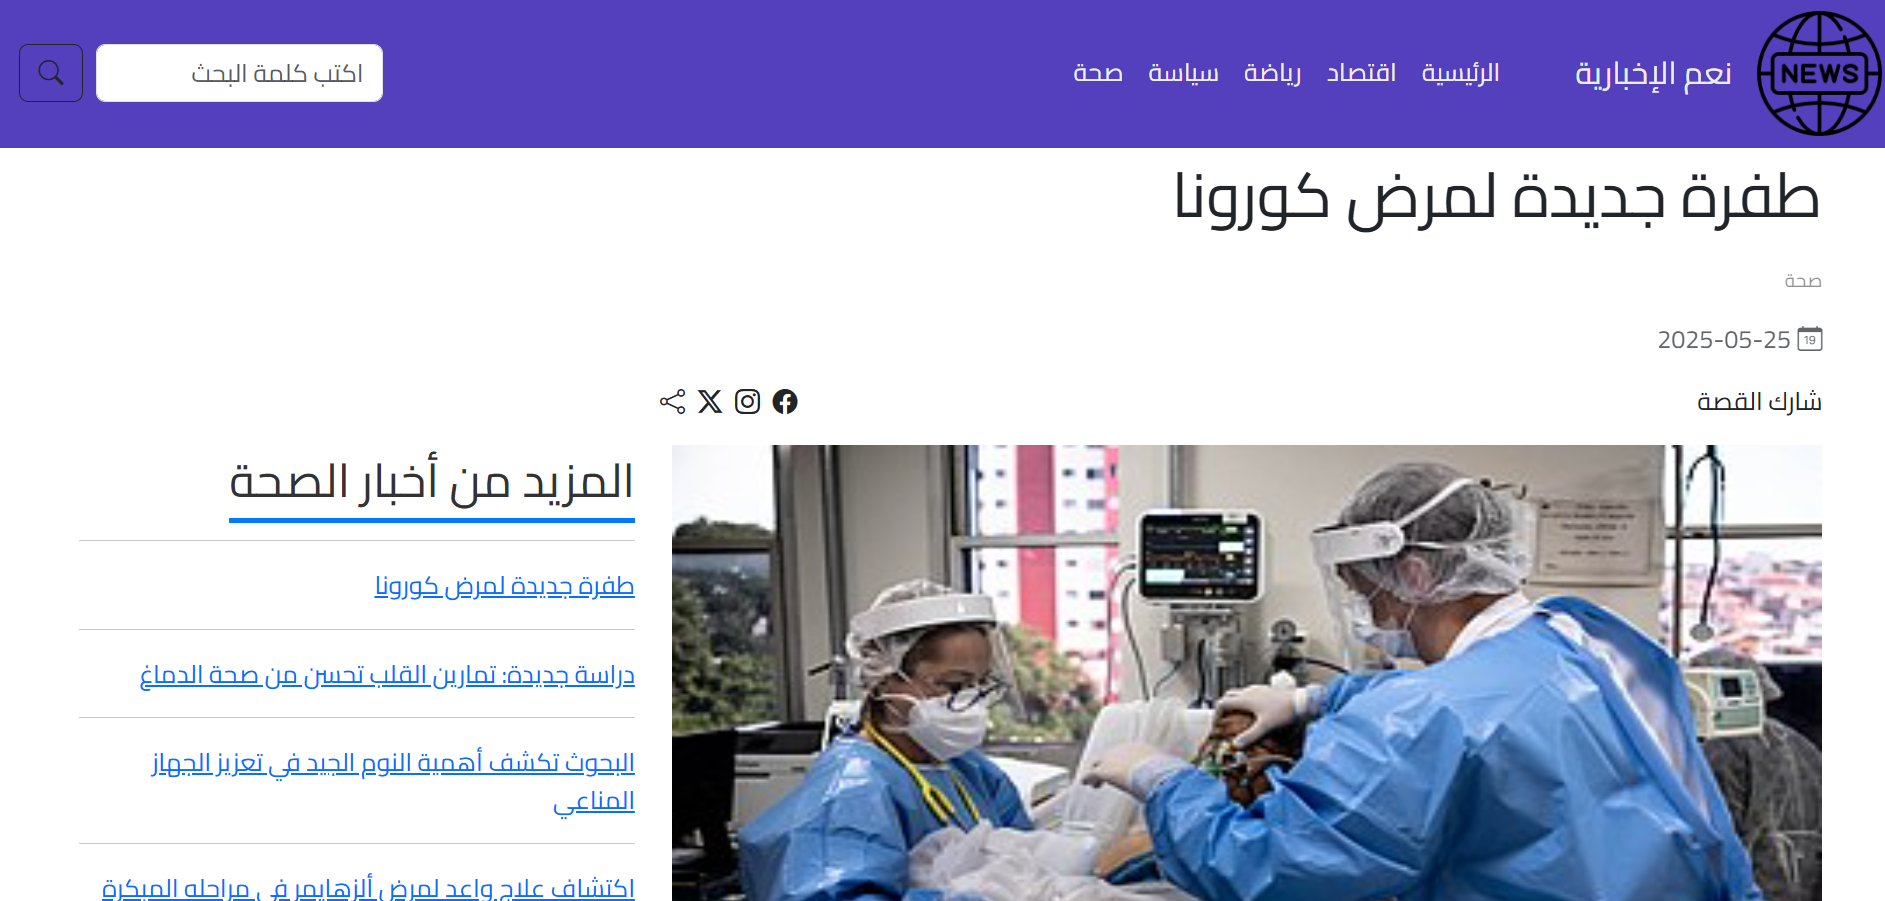 NEWS
نعم الإخبارية
الرئيسية
اقتصاد
رياضة
سياسة
صحة
اكتب كلمة البحث
طفرة جديدة لمرض كورونا
صحة
19 2025-05-25
شارك القصة
المزيد من أخبار الصحة
طفرة جديدة لمرض كورونا
دراسة جديدة: تمارين القلب تحسن من صحة الدماغ
البحوث تكشف أهمية النوم الجيد في تعزيز الجهاز
المناعي
اكتشاف علاج واعد لمرض ألزهايمر في مراحله المبكرة